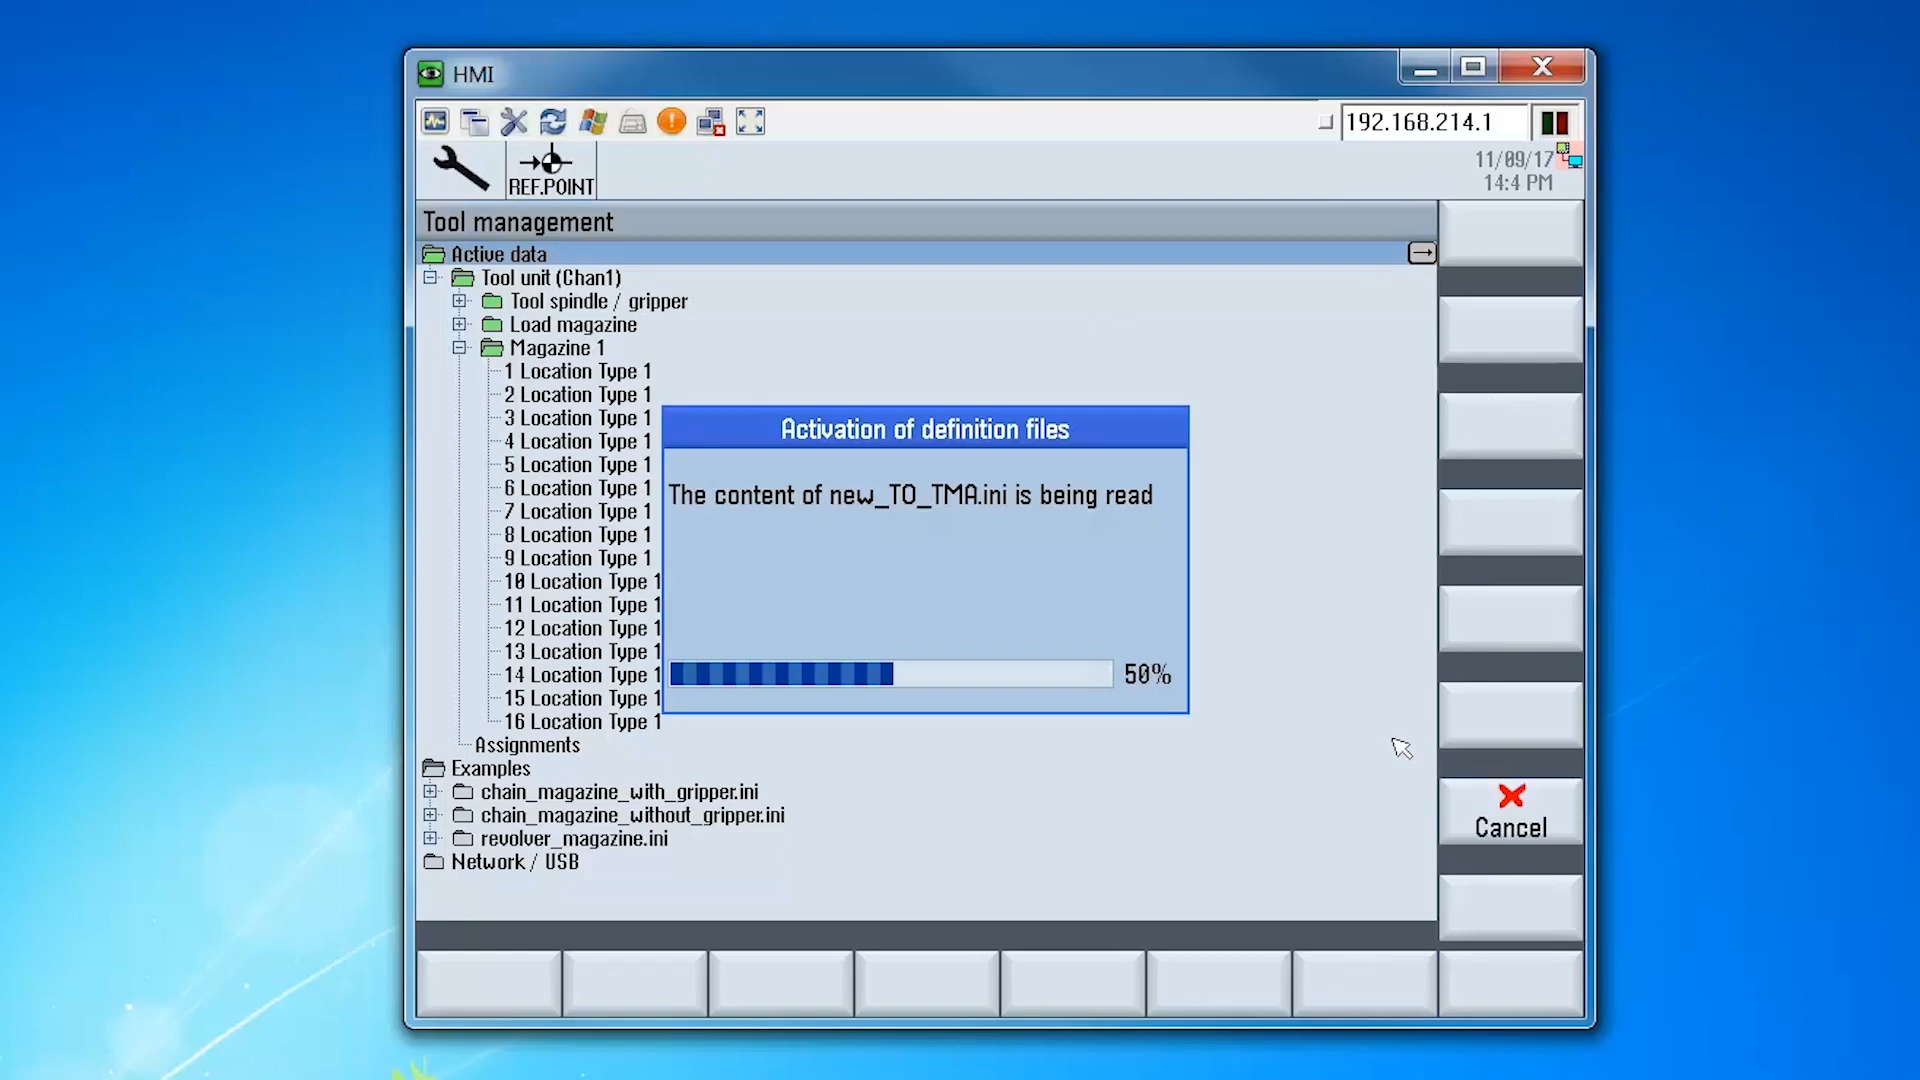 HMI
192.168.214.1
REF.POINT
11/09/17
14:4 PM
Tool management
Active data
Tool unit (Chan1)
Tool spindle / gripper
Load magazine
Magazine 1
1 Location Type 1
2 Location Type 1
3 Location Type 1
4 Location Type 1
5 Location Type 1
6 Location Type 1
7 Location Type 1
8 Location Type 1
9 Location Type 1
10 Location Type 1
11 Location Type 1
12 Location Type 1
13 Location Type 1
14 Location Type 1
15 Location Type 1
16 Location Type 1
Assignments
Examples
chain_magazine_with_gripper.ini
chain_magazine_without_gripper.ini
revolver_magazine.ini
Network / USB
Activation of definition files
The content of new_TO_TMA.ini is being read
50%
Cancel